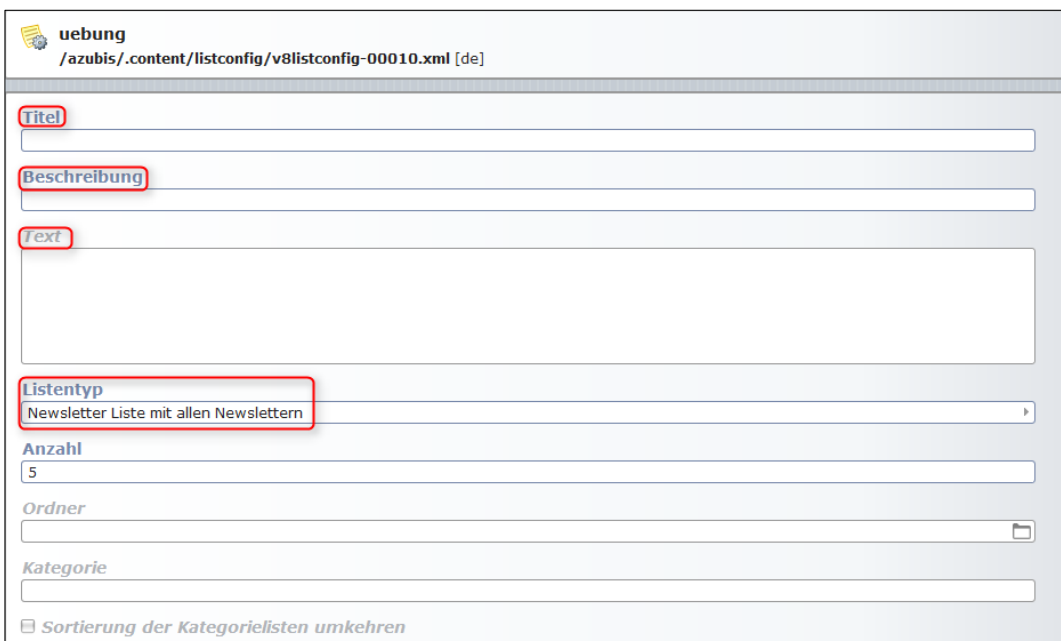 uebung
/azubis/.content/listconfig/v8listconfig-00010.xml [de]
Titel
Beschreibung
Text
Listentyp
Newsletter Liste mit allen Newslettern
Anzahl
5
Ordner
Kategorie
Sortierung der Kategorielisten umkehren